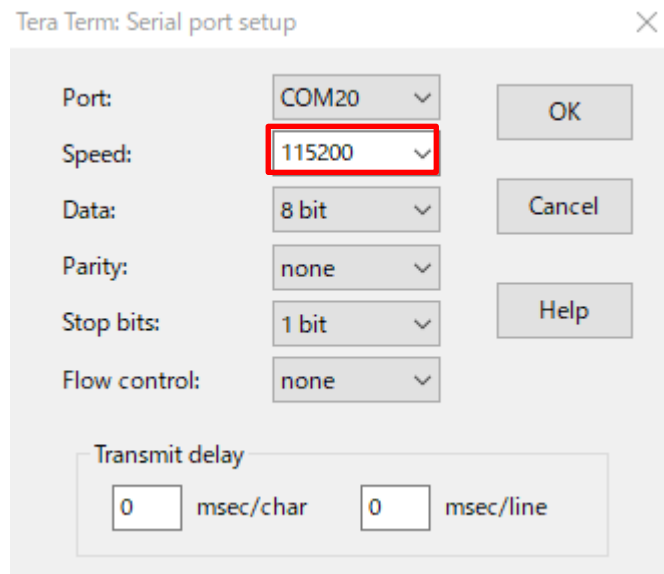 Tera Term: Serial port setup
Port: COM20 OK
Speed: 115200
Data: 8 bit Cancel
Parity: none
Stop bits: 1 bit Help
Flow control: none
Transmit delay
0 msec/char 0 msec/line